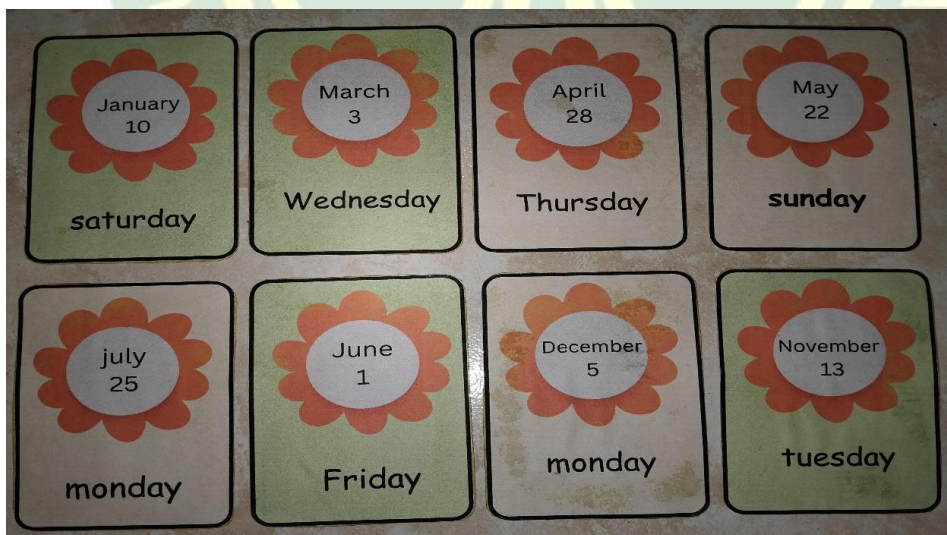 January
10
saturday
March
3
Wednesday
April
28
Thursday
May
22
sunday
july
25
monday
June
1
Friday
December
5
monday
November
13
tuesday